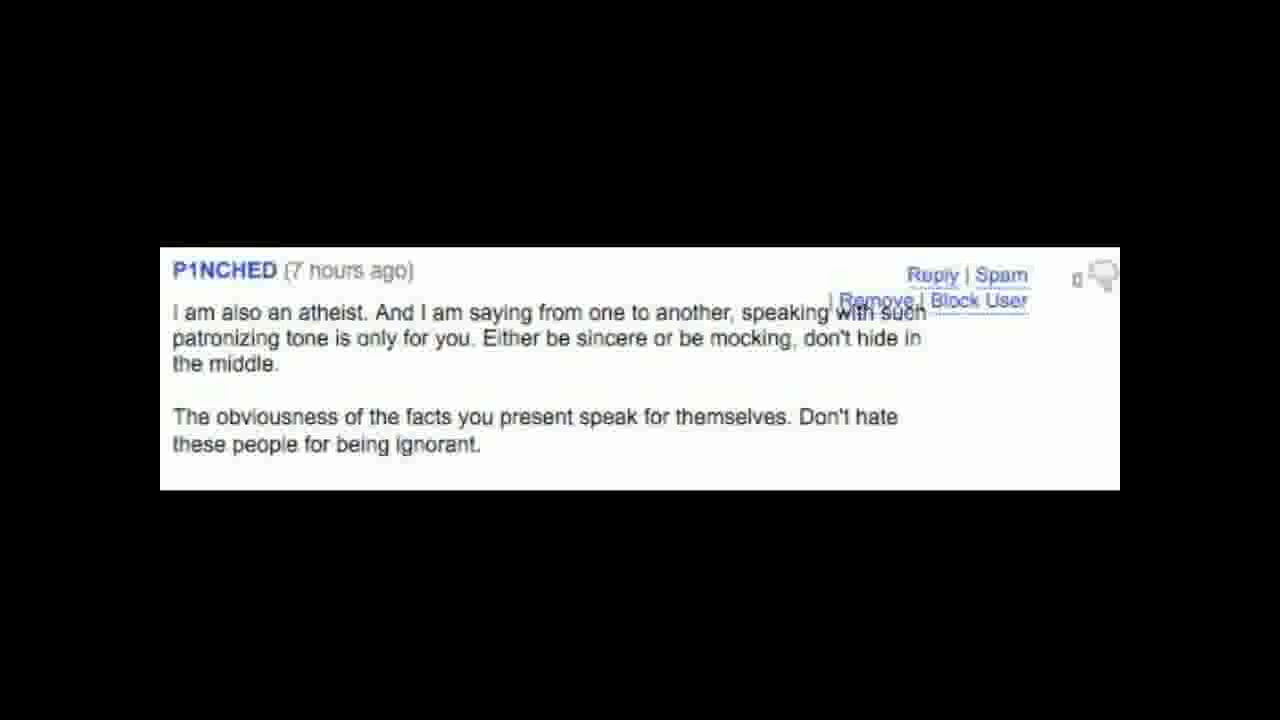 P1NCHED (7 hours ago)
Reply | Spam
0
| Remove | Block User
I am also an atheist. And I am saying from one to another, speaking with such
patronizing tone is only for you. Either be sincere or be mocking, don't hide in
the middle.
The obviousness of the facts you present speak for themselves. Don't hate
these people for being ignorant.